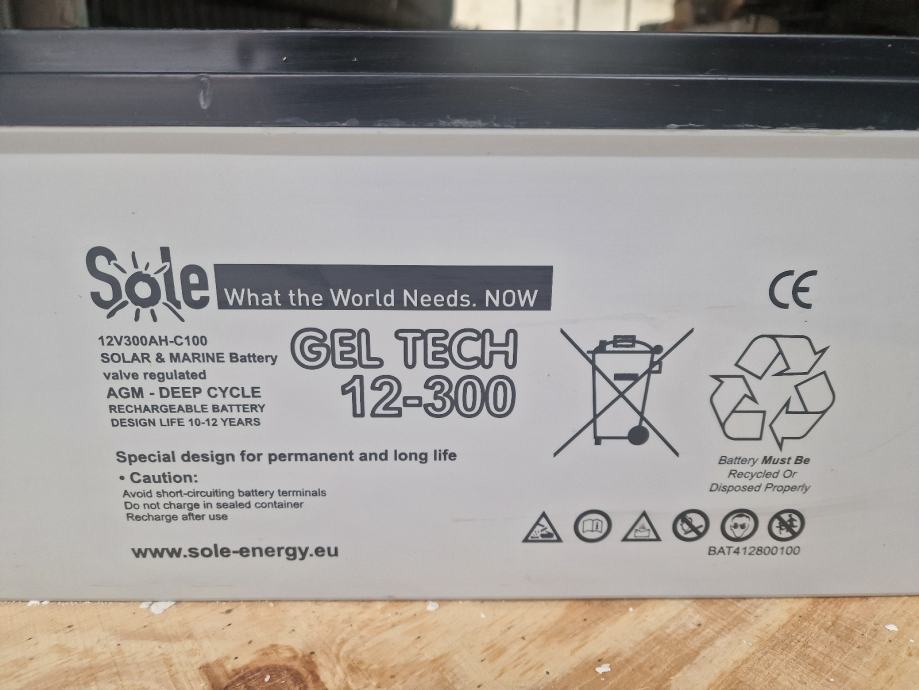 Sole
What the World Needs. NOW
CE
12V300AH-C100
SOLAR & MARINE Battery
valve regulated
AGM - DEEP CYCLE
RECHARGEABLE BATTERY
DESIGN LIFE 10-12 YEARS
GEL TECH
12-300
Special design for permanent and long life
• Caution:
Avoid short-circuiting battery terminals
Do not charge in sealed container
Recharge after use
www.sole-energy.eu
Battery Must Be
Recycled Or
Disposed Properly
BAT412800100